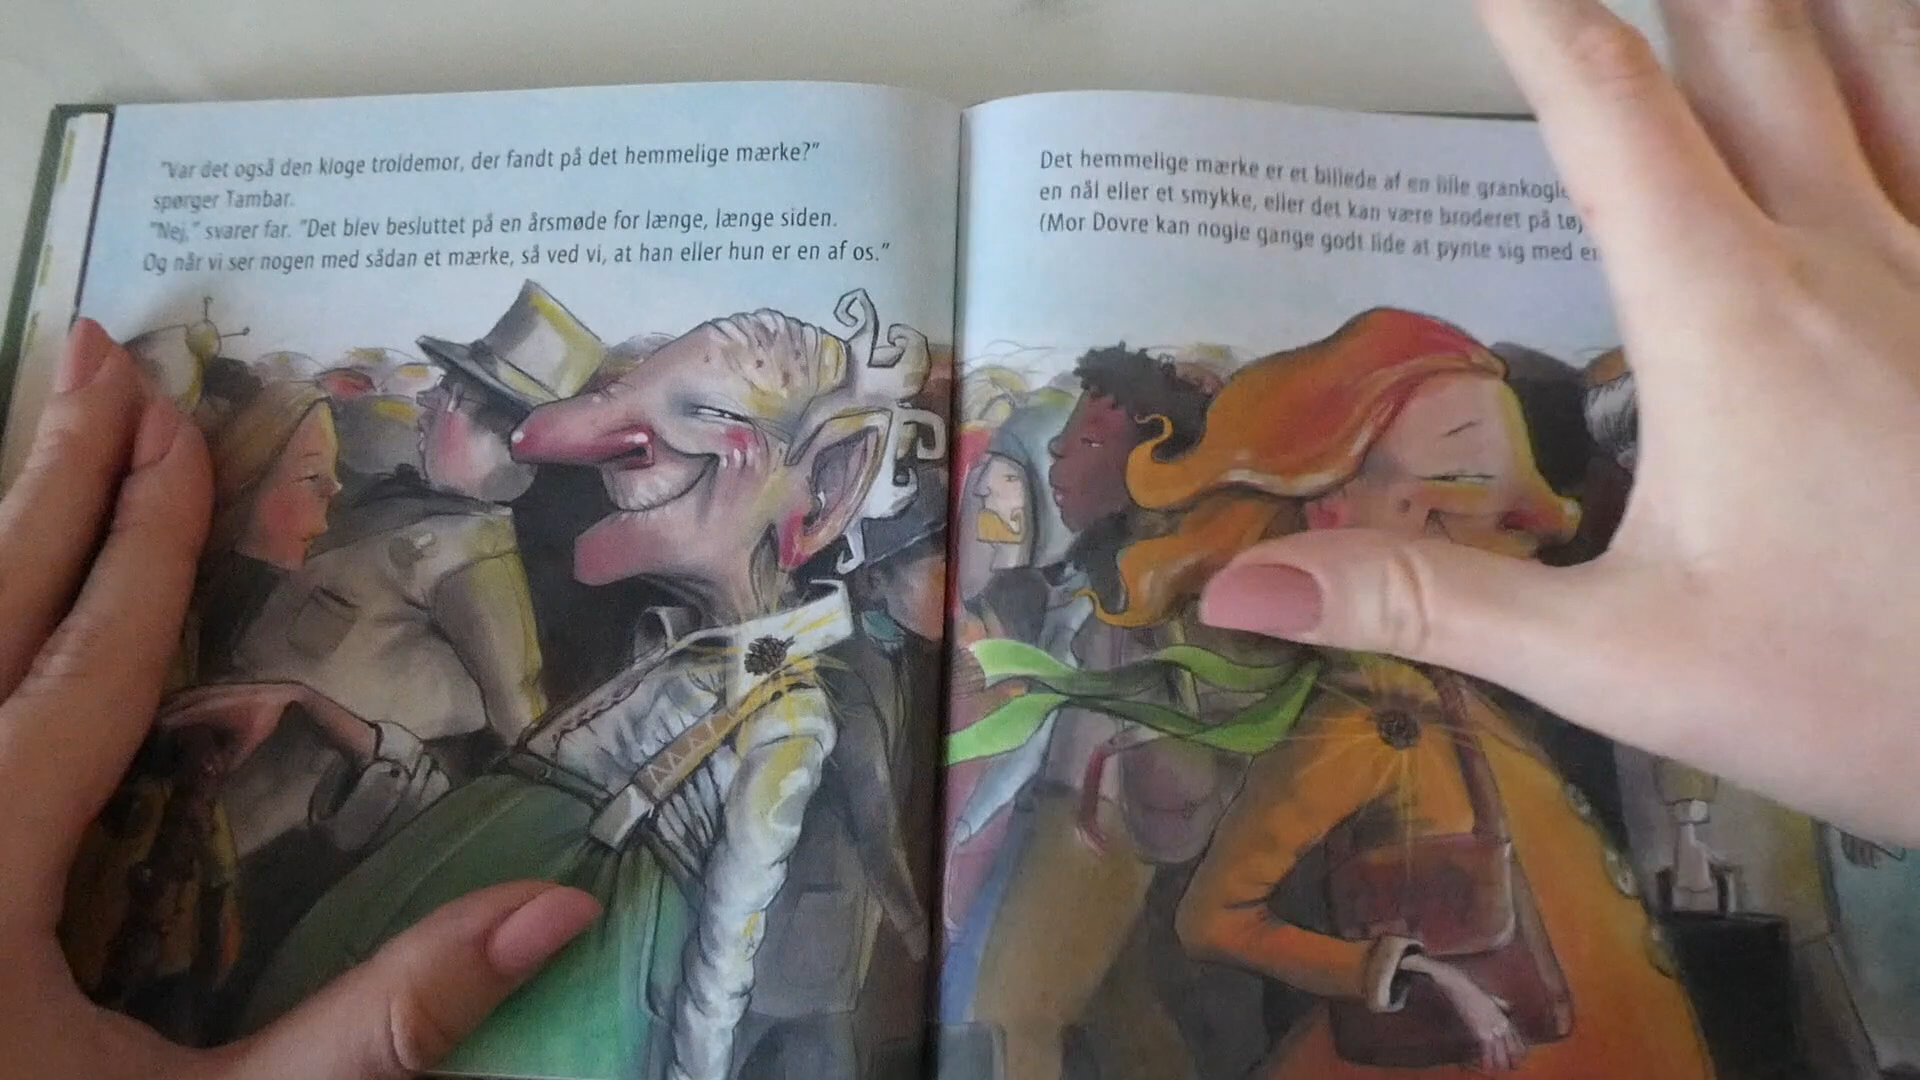 "Var det også den kloge troldemor, der fandt på det hemmelige mærke?"
spørger Tambar.
"Nej," svarer far. "Det blev besluttet på en årsmøde for længe, længe siden.
Og når vi ser nogen med sådan et mærke, så ved vi, at han eller hun er en af os."
Det hemmelige mærke er et billede af en lille grankogle
en nål eller et smykke, eller det kan være broderet på tøj
(Mor Dovre kan nogle gange godt lide at pynte sig med